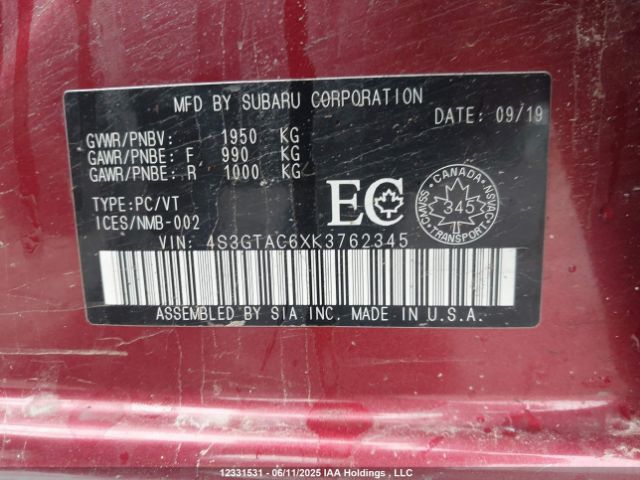 MFD BY SUBARU CORPORATION
DATE: 09/19
GVWR/PNBV: 1950 KG
GAWR/PNBE: F 990 KG
GAWR/PNBE: R 1000 KG
TYPE:PC/VT
ICES/NMB-002
EC
CANADA
345
CMVSS NSVAC
TRANSPORT
VIN: 4S3GTAC6XK3762345
ASSEMBLED BY SIA INC. MADE IN U.S.A.
12331531 - 06/11/2025 IAA Holdings , LLC